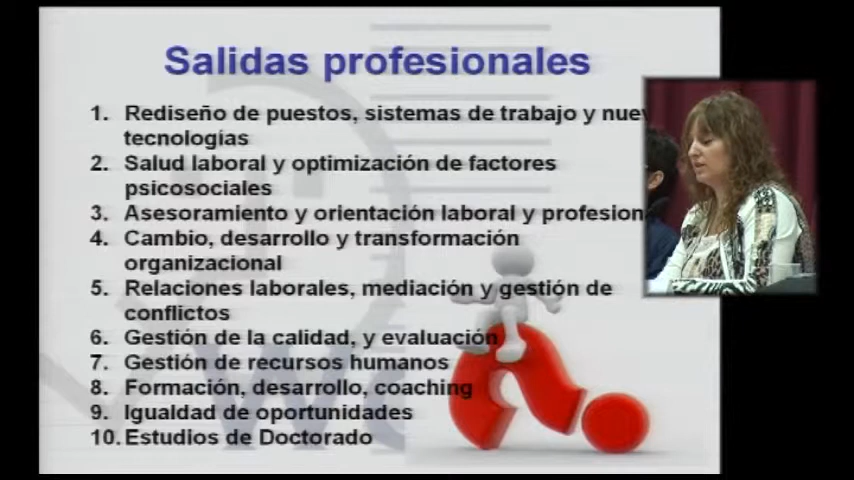 Salidas profesionales
1. Rediseño de puestos, sistemas de trabajo y nuev
tecnologías
2. Salud laboral y optimización de factores
psicosociales
3. Asesoramiento y orientación laboral y profesion
4. Cambio, desarrollo y transformación
organizacional
5. Relaciones laborales, mediación y gestión de
conflictos
6. Gestión de la calidad, y evaluación
7. Gestión de recursos humanos
8. Formación, desarrollo, coaching
9. Igualdad de oportunidades
10. Estudios de Doctorado